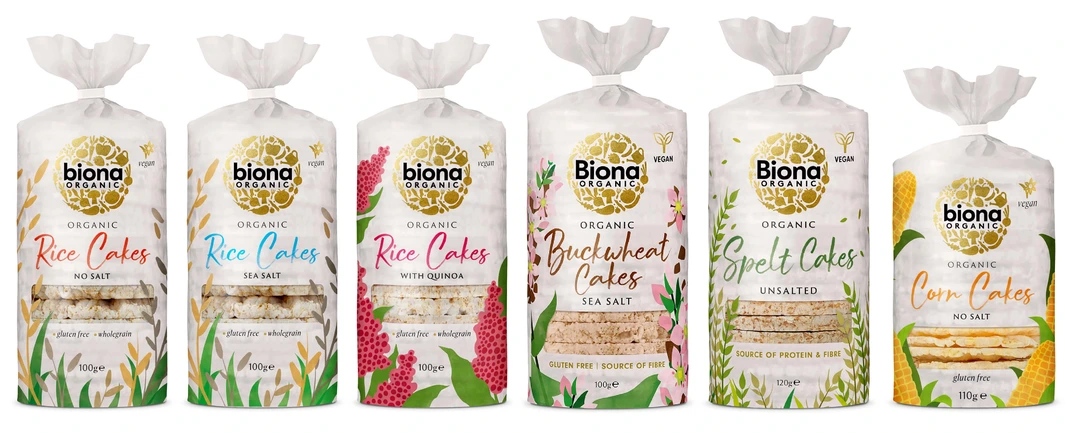 biona
ORGANIC
vegan
ORGANIC
Rice Cakes
NO SALT
• gluten free • wholegrain
100g℮
biona
ORGANIC
vegan
ORGANIC
Rice Cakes
SEA SALT
• gluten free • wholegrain
100g℮
biona
ORGANIC
vegan
ORGANIC
Rice Cakes
WITH QUINOA
• gluten free • wholegrain
100g℮
Biona
ORGANIC
VEGAN
ORGANIC
Buckwheat
Cakes
SEA SALT
GLUTEN FREE | SOURCE OF FIBRE
100g℮
Biona
ORGANIC
VEGAN
ORGANIC
Spelt Cakes
UNSALTED
SOURCE OF PROTEIN & FIBRE
120g℮
biona
ORGANIC
vegan
ORGANIC
Corn Cakes
NO SALT
gluten free
110g℮